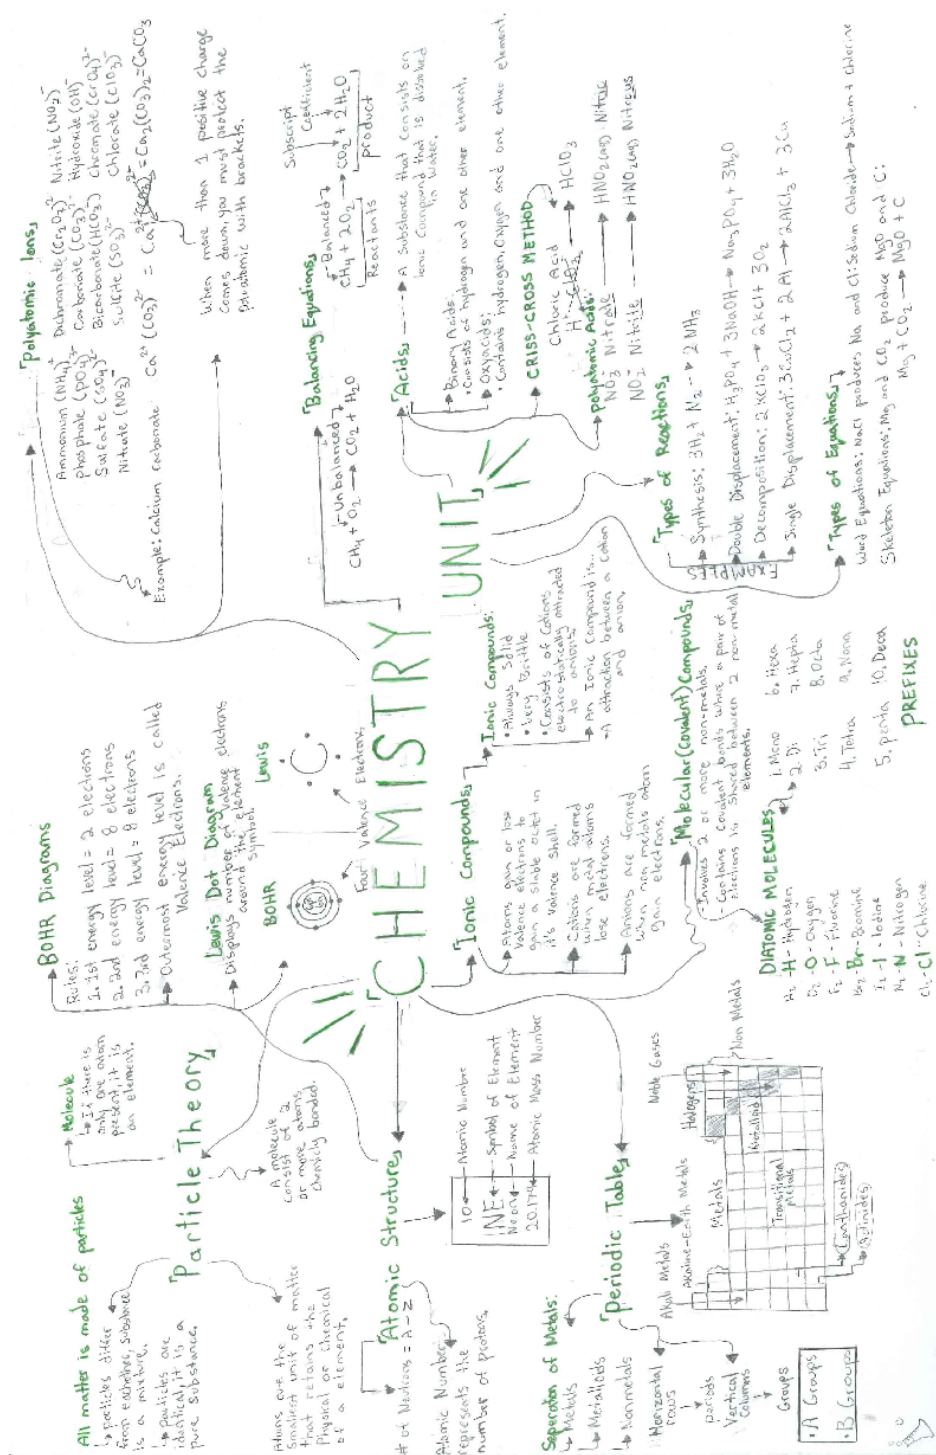 CHEMISTRY UNIT
All matter is made of particles
particles differ
from eachother, substance
is a mixture.
particles are
identical, it is a
pure substance.
Particle Theory
Molecule
If there is
only one atom
present, it is
an element.
A molecule
consist of 2
or more atoms
chemicly bonded.
Atoms are the
smallest unit of matter
that retains the
Physical or chemical
of a element.
BOHR Diagrams
Rules:
1. 1st energy level = 2 electrons
2. 2nd energy level = 8 electrons
3. 3rd energy level = 8 electrons
Outermost energy level is called
Valence Electrons.
Lewis Dot Diagram
Displays number of valence electrons
around the element
symbol.
BOHR
Lewis
C
Four Valence Electrons
Polyatomic Ions
Ammonium (NH4)+
Phosphate (PO4)3-
Sulfate (SO4)2-
Nitrate (NO3)-
Dichromate (Cr2O7)2-
Carbonate (CO3)2-
Bicarbonate (HCO3)
Sulfite (SO3)2-
Nitrite (NO2)-
Hydroxide (OH)-
Chromate (CrO4)2-
Chlorate (ClO3)-
Example: Calcium Carbonate
Ca2+ (CO3)2- = Ca2(CO3)2 = CaCO3
When more than 1 positive charge
comes down, you must protect the
Polyatomic with brackets.
Balancing Equations
Unbalanced
CH4 + O2 → CO2 + H2O
Balanced
CH4 + 2O2 → CO2 + 2H2O
Reactants
product
Subscript
Coefficient
Acids
A Substance that consists on
Ionic Compound that is dissolved
in water.
Binary Acids:
• Consists of hydrogen and one other element.
Oxyacids:
• Contains hydrogen, Oxygen and one other element.
CRISS-CROSS METHOD
Chloric Acid
H+ ClO3- → HClO3
Polyatomic Acids:
NO3- Nitrate → HNO2(aq) Nitric
NO2- Nitrite → HNO2(aq) Nitrous
Types of Reactions
EXAMPLES
Synthesis: 3H2 + N2 → 2NH3
Double Displacement: H3PO4 + 3NaOH → Na3PO4 + 3H2O
Decomposition: 2KClO3 → 2KCl + 3O2
Single Displacement: 3CuCl2 + 2Al → 2AlCl3 + 3Cu
Types of Equations
Word Equations: NaCl produces Na and Cl: Sodium Chloride → Sodium + Chlorine
Skeleton Equations: Mg and CO2 produce MgO and C:
Mg + CO2 → MgO + C
Ionic Compounds
Atoms gain or lose
Valence electrons to
gain a stable octet in
it's valence shell.
Cations are formed
when metal atoms
lose electrons.
Anions are formed
when non metals atom
gain electrons.
Ionic Compounds:
• Always Solid
• Very Brittle
• Consists of Cations
electrostatically attracted
to anions.
An Ionic Compound is...
- A attraction between a Cation
and anion.
Molecular (Covalent) Compounds
- Involves 2 or more non-metals.
- Contains Covalent bonds where a pair of
electrons is shared between 2 non-metal
elements.
DIATOMIC MOLECULES
H2 - H - Hydrogen
O2 - O - Oxygen
F2 - F - Fluorine
Br2 - Br - Bromine
I2 - I - Iodine
N2 - N - Nitrogen
Cl2 - Cl - Chlorine
1. Mono
2. Di
3. Tri
4. Tetra
5. penta
6. Hexa
7. Hepta
8. Octa
9. Nona
10. Deca
PREFIXES
Atomic Structure
# of Neutrons = A - Z
Atomic Number:
represents the
number of protons.
10
NE
Neon
20.179
Atomic Number
Symbol of Element
Name of Element
Atomic Mass Number
Periodic Table
Seperation of Metals:
Metals
Metalloids
Nonmetals
Horizontal
rows
periods
Vertical
Columns
Groups
• A Groups
• B Groups
Akali Metals
Alkaline-Earth Metals
Metals
Transitional
Metals
Metalloid
Halogens
Noble Gases
Non Metals
Lanthanides
Actinides